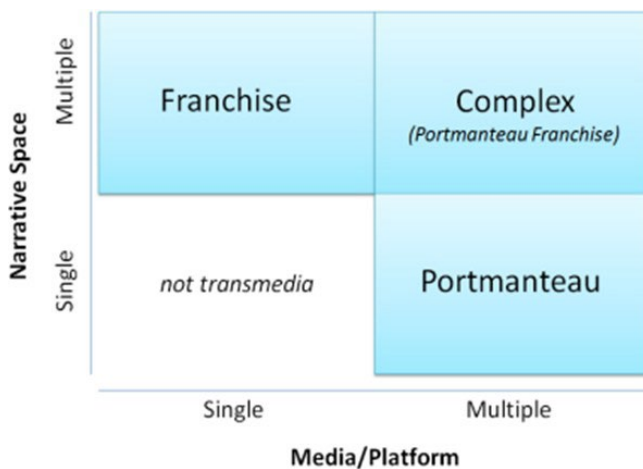 Narrative Space
Multiple
Single
Franchise
Complex
(Portmanteau Franchise)
not transmedia
Portmanteau
Single
Multiple
Media/Platform